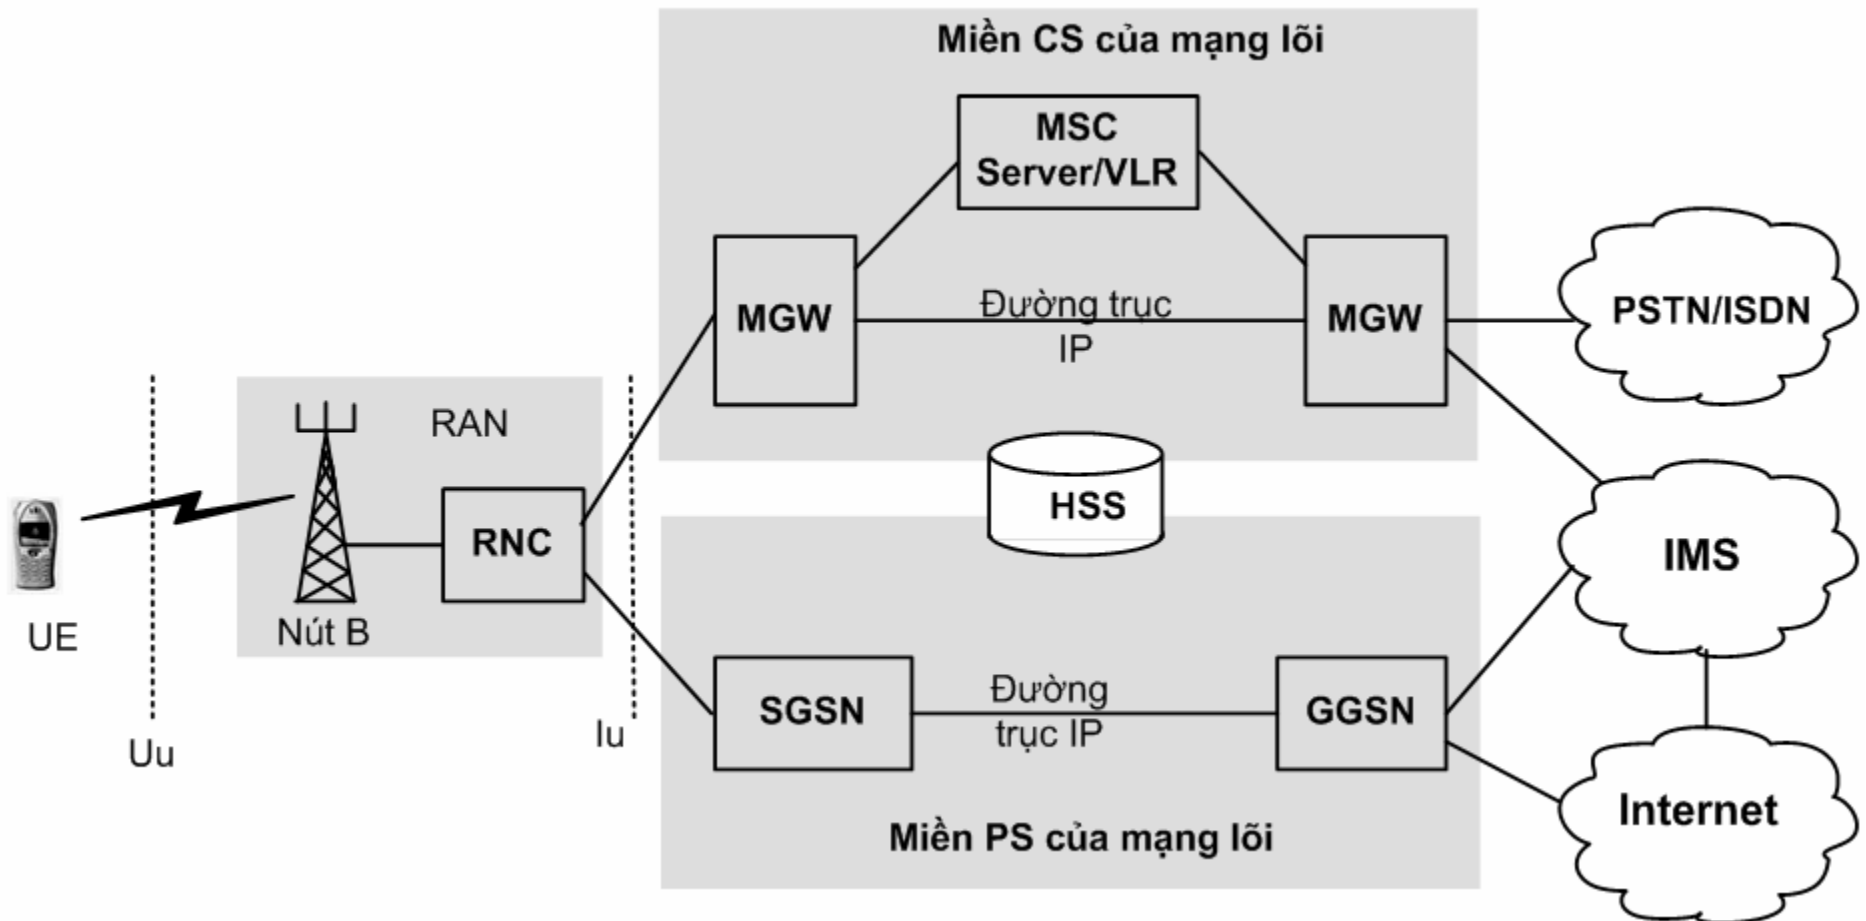 Miền CS của mạng lõi
MSC
Server/VLR
MGW
Đường trục
IP
MGW
PSTN/ISDN
RAN
HSS
RNC
IMS
UE
Nút B
Uu
Iu
SGSN
Đường
trục IP
GGSN
Internet
Miền PS của mạng lõi